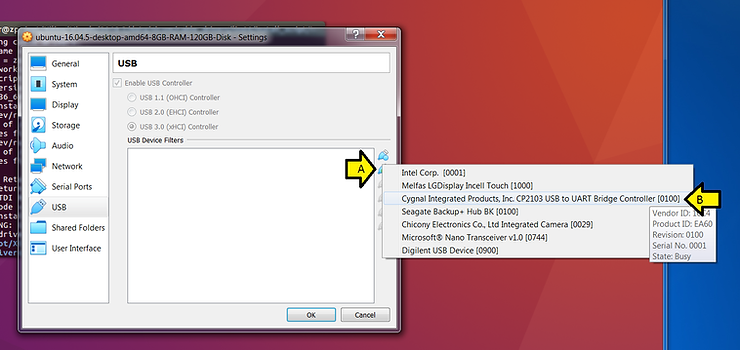 ubuntu-16.04.5-desktop-amd64-8GB-RAM-120GB-Disk - Settings
?
General
System
Display
Storage
Audio
Network
Serial Ports
USB
Shared Folders
User Interface
USB
Enable USB Controller
USB 1.1 (OHCI) Controller
USB 2.0 (EHCI) Controller
USB 3.0 (xHCI) Controller
USB Device Filters
A
Intel Corp. [0001]
Melfas LGDisplay Incell Touch [1000]
Cygnal Integrated Products, Inc. CP2103 USB to UART Bridge Controller [0100]
B
Seagate Backup+ Hub BK [0100]
Chicony Electronics Co., Ltd Integrated Camera [0029]
Microsoft® Nano Transceiver v1.0 [0744]
Digilent USB Device [0900]
Vendor ID:
Product ID: EA60
Revision: 0100
Serial No. 0001
State: Busy
OK
Cancel